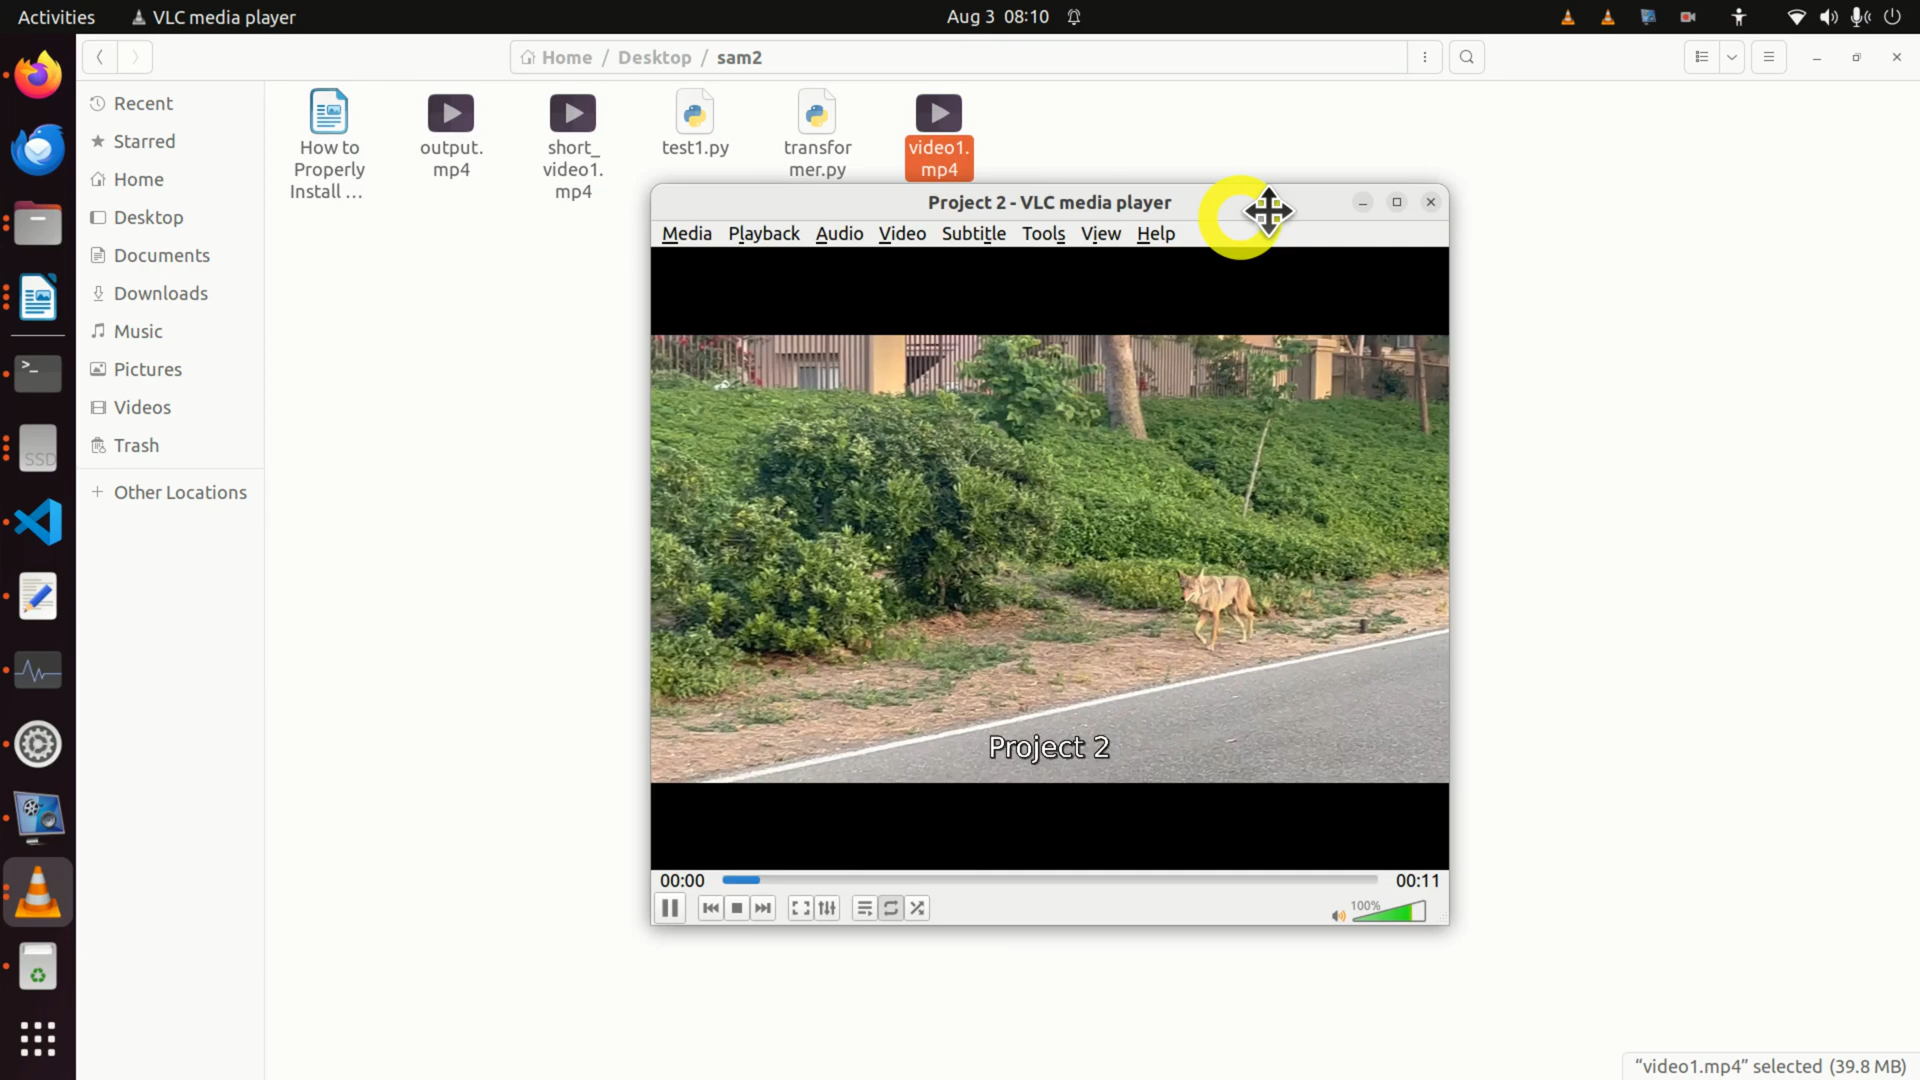 Activities
VLC media player
Aug 3 08:10
Home / Desktop / sam2
Recent
Starred
Home
Desktop
Documents
Downloads
Music
Pictures
Videos
Trash
Other Locations
How to
Properly
Install ...
output.
mp4
short_
video1.
mp4
test1.py
transfor
mer.py
video1.
mp4
Project 2 - VLC media player
Media Playback Audio Video Subtitle Tools View Help
Project 2
00:00
00:11
100%
SSD
"video1.mp4" selected (39.8 MB)